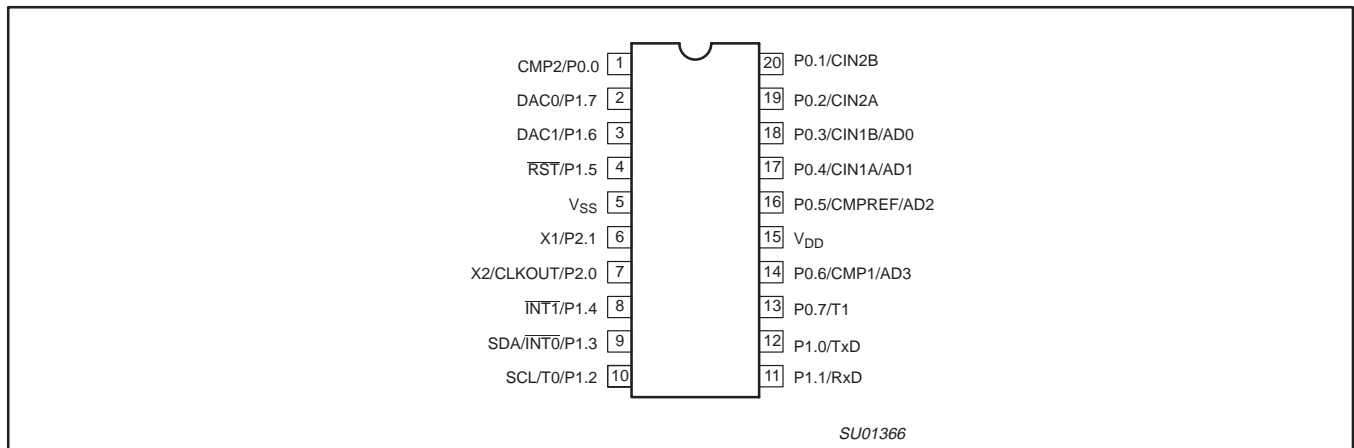 CMP2/P0.0 1 20 P0.1/CIN2B
DAC0/P1.7 2 19 P0.2/CIN2A
DAC1/P1.6 3 18 P0.3/CIN1B/AD0
R̅S̅T̅/P1.5 4 17 P0.4/CIN1A/AD1
VSS 5 16 P0.5/CMPREF/AD2
X1/P2.1 6 15 VDD
X2/CLKOUT/P2.0 7 14 P0.6/CMP1/AD3
I̅N̅T̅1̅/P1.4 8 13 P0.7/T1
SDA/I̅N̅T̅0̅/P1.3 9 12 P1.0/TxD
SCL/T0/P1.2 10 11 P1.1/RxD
SU01366